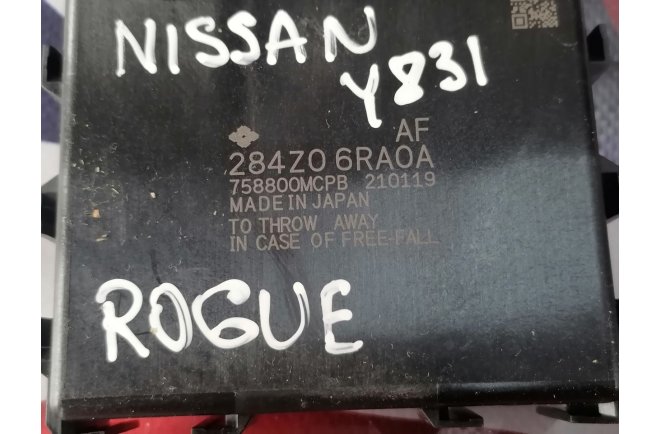 NISSAN
Y831
AF
284Z0 6RA0A
758800MCPB 210119
MADE IN JAPAN
TO THROW AWAY
IN CASE OF FREE-FALL
ROGUE